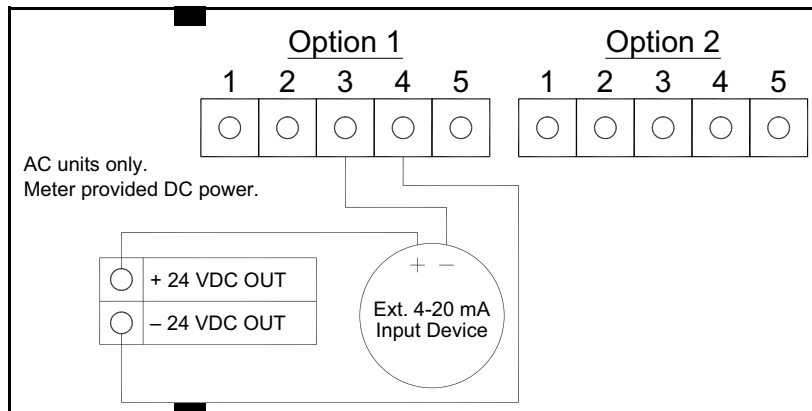 Option 1
Option 2
1 2 3 4 5
1 2 3 4 5
AC units only.
Meter provided DC power.
+ 24 VDC OUT
– 24 VDC OUT
+ –
Ext. 4-20 mA
Input Device